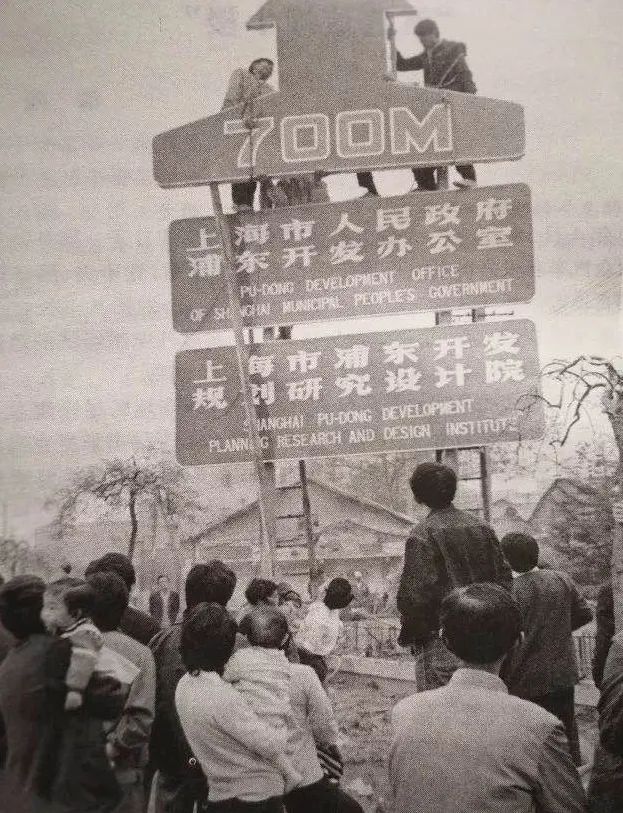 700M
上海市人民政府
浦东开发办公室
PU-DONG DEVELOPMENT OFFICE
OF SHANGHAI MUNICIPAL PEOPLE'S GOVERNMENT
上海市浦东开发
规划研究设计院
SHANGHAI PU-DONG DEVELOPMENT
PLANNING RESEARCH AND DESIGN INSTITUTE